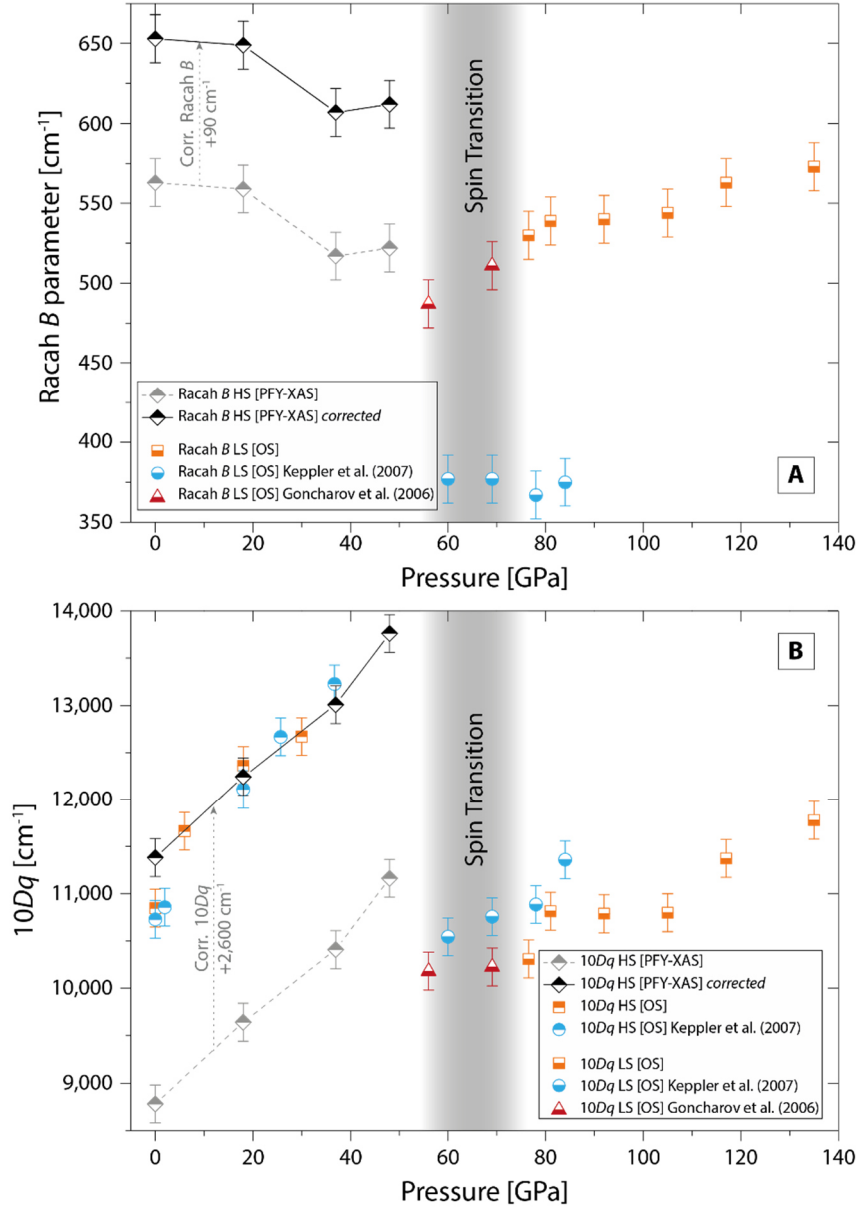 650
600
550
500
450
400
350
Racah B parameter [cm⁻¹]
Corr. Racah B
+90 cm⁻¹
Spin Transition
Racah B HS [PFY-XAS]
Racah B HS [PFY-XAS] corrected
Racah B LS [OS]
Racah B LS [OS] Keppler et al. (2007)
Racah B LS [OS] Goncharov et al. (2006)
A
0 20 40 60 80 100 120 140
Pressure [GPa]
14,000
13,000
12,000
11,000
10,000
9,000
10Dq [cm⁻¹]
Corr. 10Dq
+2,600 cm⁻¹
Spin Transition
B
10Dq HS [PFY-XAS]
10Dq HS [PFY-XAS] corrected
10Dq HS [OS]
10Dq HS [OS] Keppler et al. (2007)
10Dq LS [OS]
10Dq LS [OS] Keppler et al. (2007)
10Dq LS [OS] Goncharov et al. (2006)
0 20 40 60 80 100 120 140
Pressure [GPa]